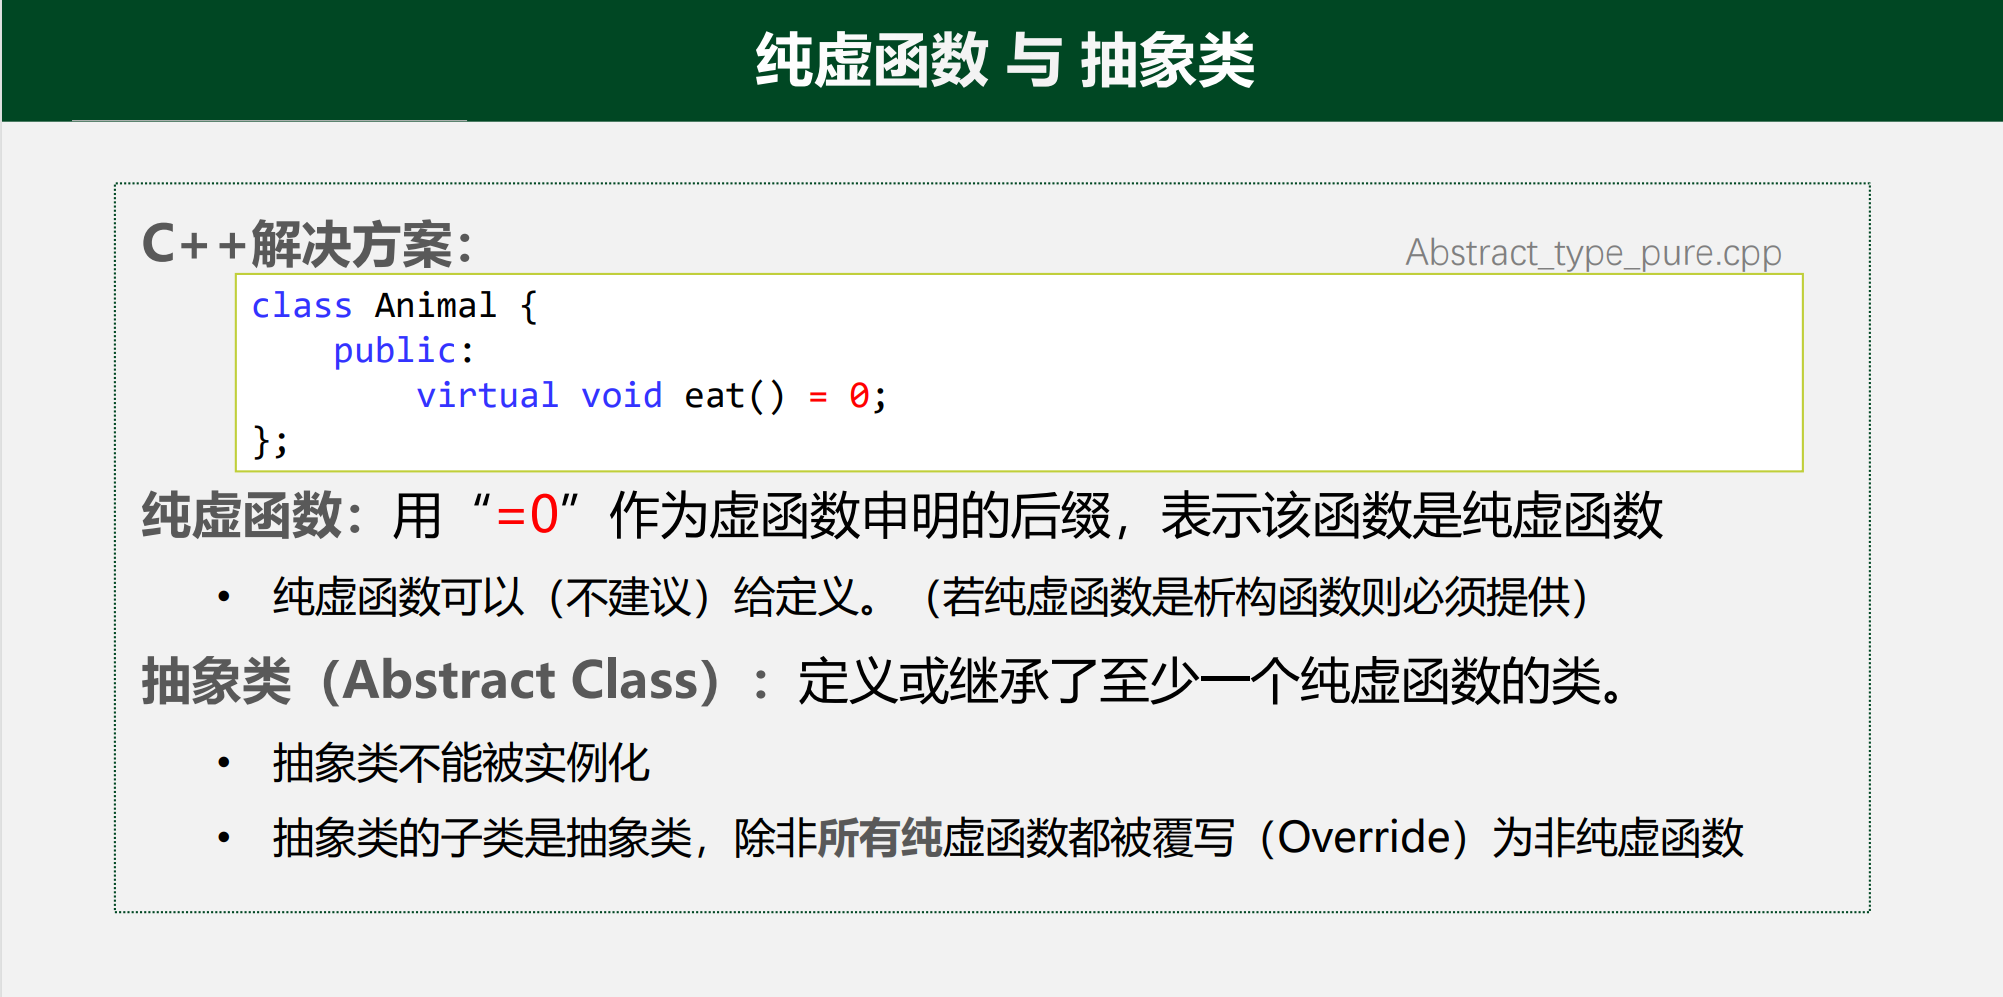 纯虚函数 与 抽象类
C++解决方案：
Abstract_type_pure.cpp
class Animal {
public:
virtual void eat() = 0;
};
纯虚函数：用“=0”作为虚函数申明的后缀，表示该函数是纯虚函数
• 纯虚函数可以（不建议）给定义。（若纯虚函数是析构函数则必须提供）
抽象类（Abstract Class）：定义或继承了至少一个纯虚函数的类。
• 抽象类不能被实例化
• 抽象类的子类是抽象类，除非所有纯虚函数都被覆写（Override）为非纯虚函数